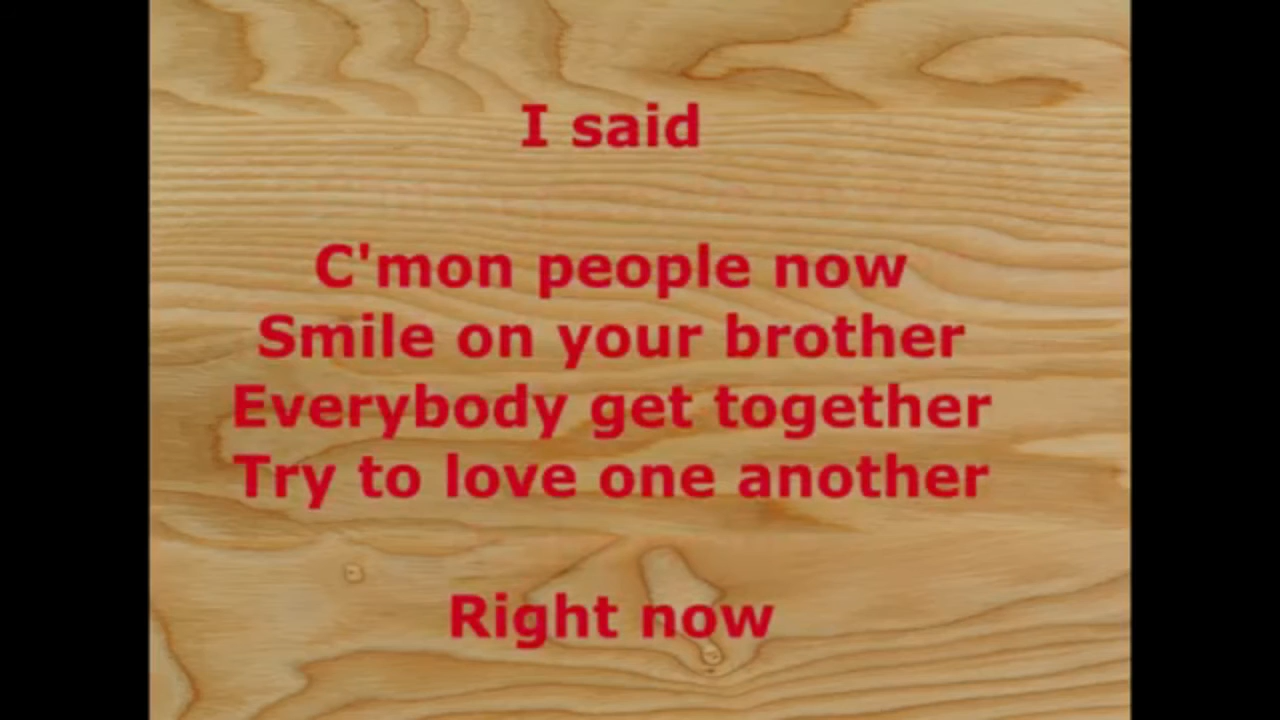 I said
C'mon people now
Smile on your brother
Everybody get together
Try to love one another
Right now